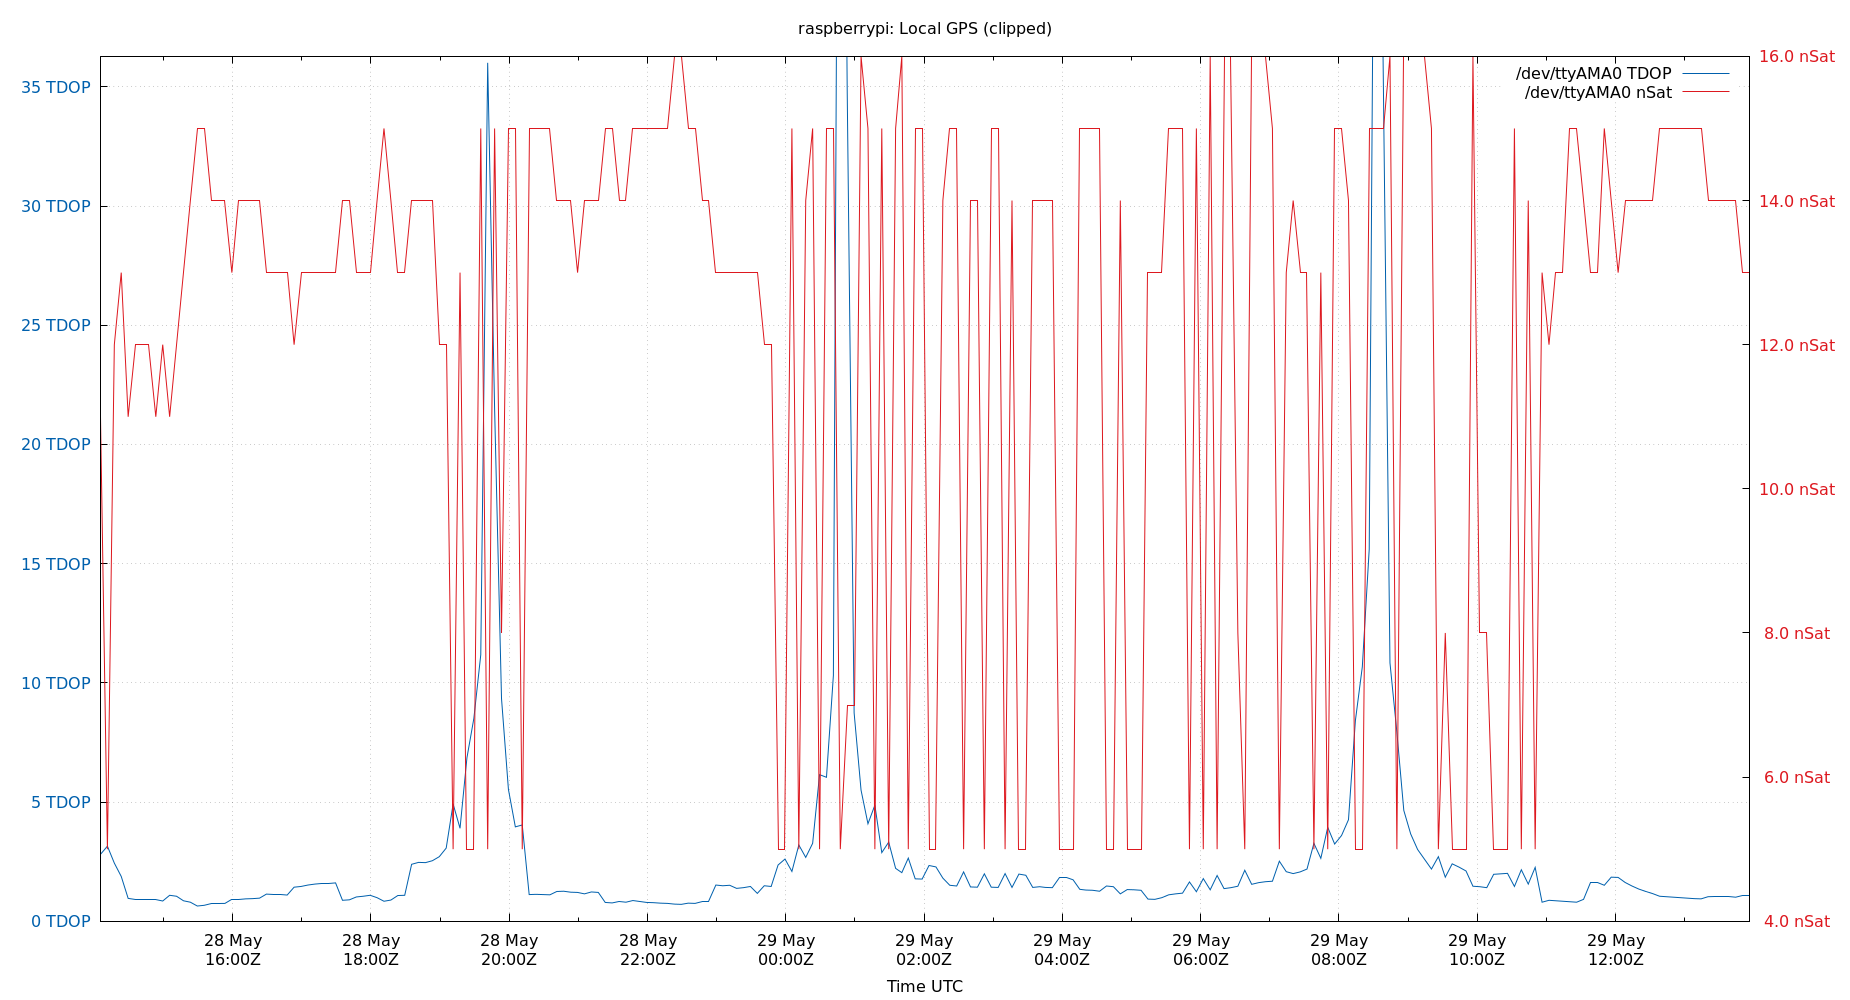 raspberrypi: Local GPS (clipped)
/dev/ttyAMA0 TDOP
/dev/ttyAMA0 nSat
35 TDOP
30 TDOP
25 TDOP
20 TDOP
15 TDOP
10 TDOP
5 TDOP
0 TDOP
16.0 nSat
14.0 nSat
12.0 nSat
10.0 nSat
8.0 nSat
6.0 nSat
4.0 nSat
28 May
16:00Z
28 May
18:00Z
28 May
20:00Z
28 May
22:00Z
29 May
00:00Z
29 May
02:00Z
29 May
04:00Z
29 May
06:00Z
29 May
08:00Z
29 May
10:00Z
29 May
12:00Z
Time UTC